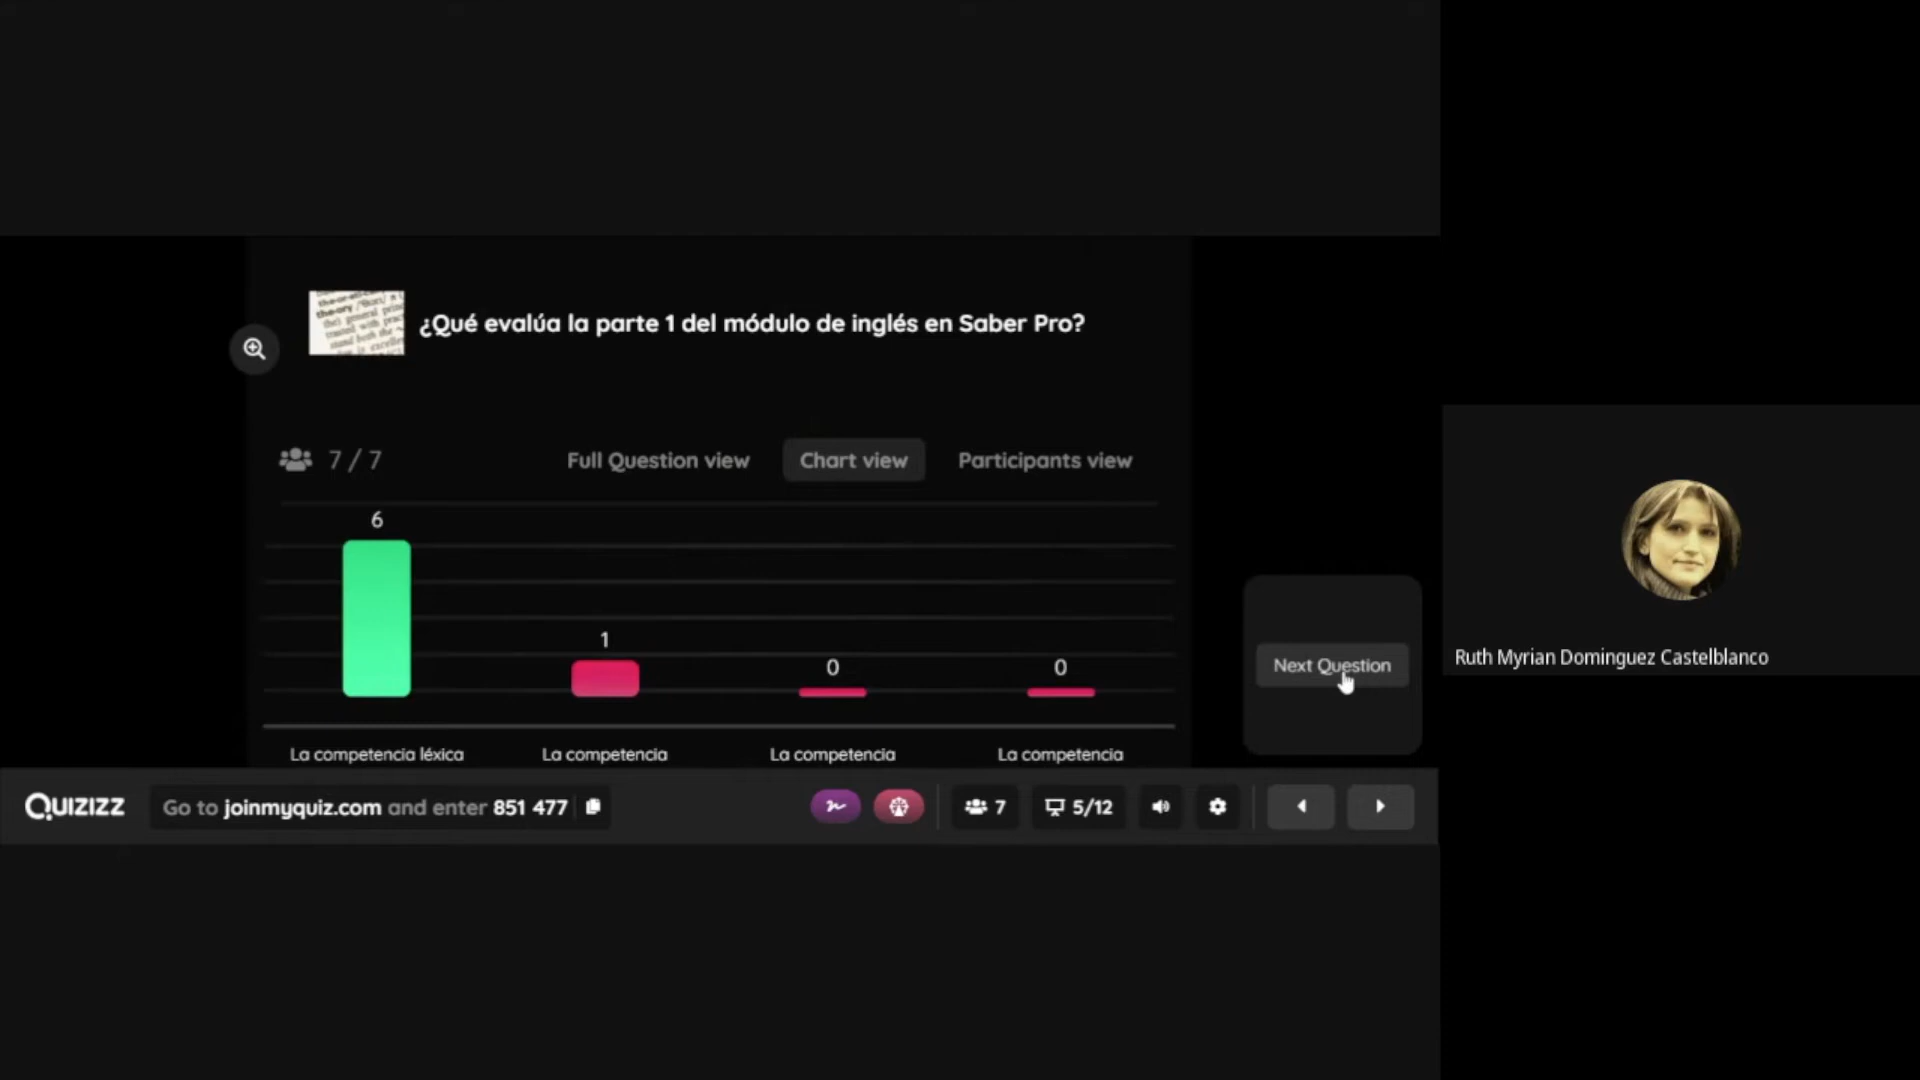 ¿Qué evalúa la parte 1 del módulo de inglés en Saber Pro?
7 / 7
Full Question view
Chart view
Participants view
6
1
0
0
La competencia léxica
La competencia
La competencia
La competencia
Next Question
Ruth Myrian Dominguez Castelblanco
QUIZIZZ
Go to joinmyquiz.com and enter 851 477
7
5/12